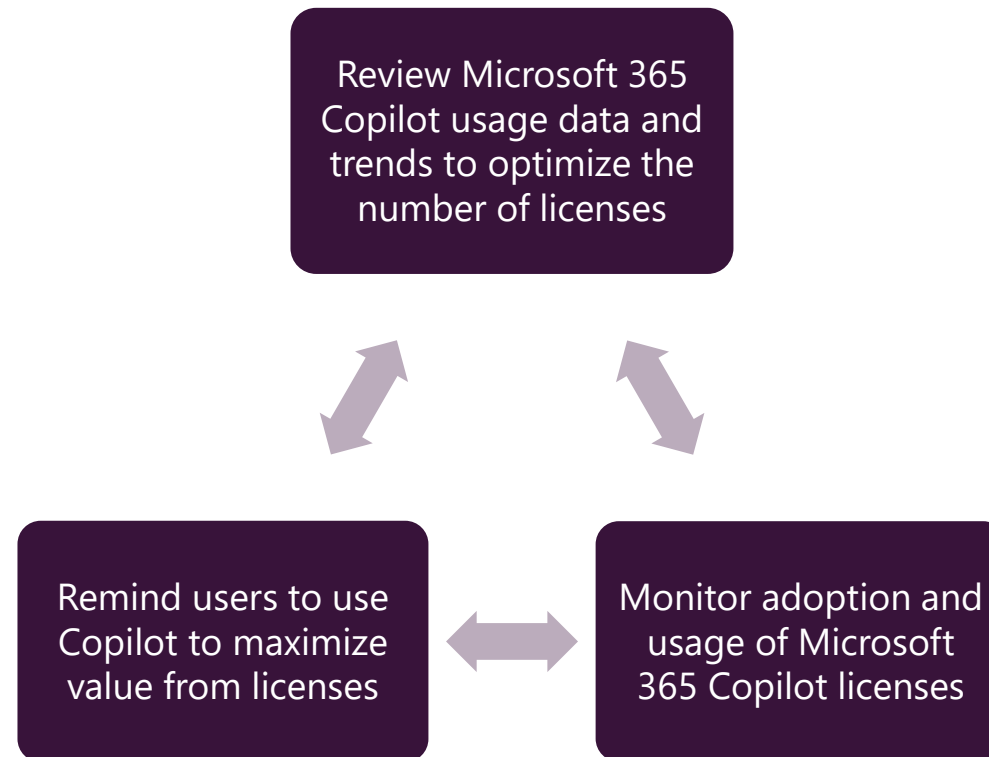 Review Microsoft 365
Copilot usage data and
trends to optimize the
number of licenses
Remind users to use
Copilot to maximize
value from licenses
Monitor adoption and
usage of Microsoft
365 Copilot licenses